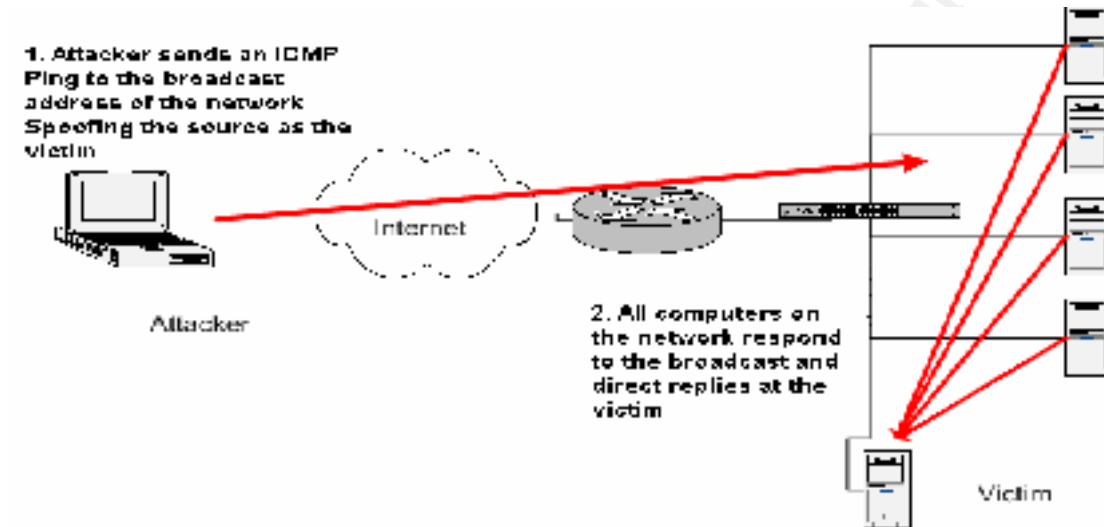 1. Attacker sends an ICMP
Ping to the broadcast
address of the network
Spoofing the source as the
victim
Internet
Attacker
2. All computers on
the network respond
to the broadcast and
direct replies at the
victim
Victim